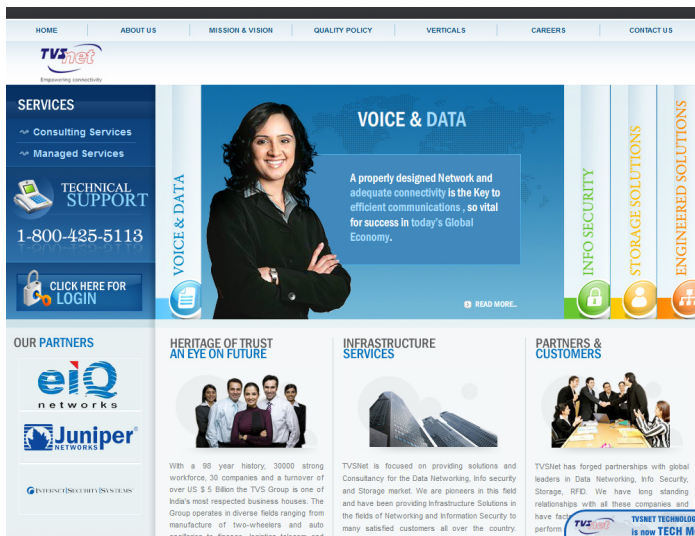 HOME ABOUT US MISSION & VISION QUALITY POLICY VERTICALS CAREERS CONTACT US
TVSnet
Empowering connectivity
SERVICES
Consulting Services
Managed Services
TECHNICAL
SUPPORT
1-800-425-5113
CLICK HERE FOR
LOGIN
VOICE & DATA
VOICE & DATA
A properly designed Network and
adequate connectivity is the Key to
efficient communications , so vital
for success in today's Global
Economy.
READ MORE..
INFO SECURITY
STORAGE SOLUTIONS
ENGINEERED SOLUTIONS
OUR PARTNERS
eiQ
networks
Juniper
NETWORKS
INTERNET SECURITY SYSTEMS
HERITAGE OF TRUST
AN EYE ON FUTURE
With a 98 year history, 30000 strong
workforce, 30 companies and a turnover of
over US $ 5 Billion the TVS Group is one of
India's most respected business houses. The
Group operates in diverse fields ranging from
manufacture of two-wheelers and auto
INFRASTRUCTURE
SERVICES
TVSNet is focused on providing solutions and
Consultancy for the Data Networking, Info security
and Storage market. We are pioneers in this field
and have been providing Infrastructure Solutions in
the fields of Networking and Information Security to
many satisfied customers all over the country.
PARTNERS &
CUSTOMERS
TVSNet has forged partnerships with global
leaders in Data Networking, Info Security,
Storage, RFID. We have long standing
relationships with all these companies and
have
perform
TVSnet
TVSNET TECHNOLOG
is now TECH M